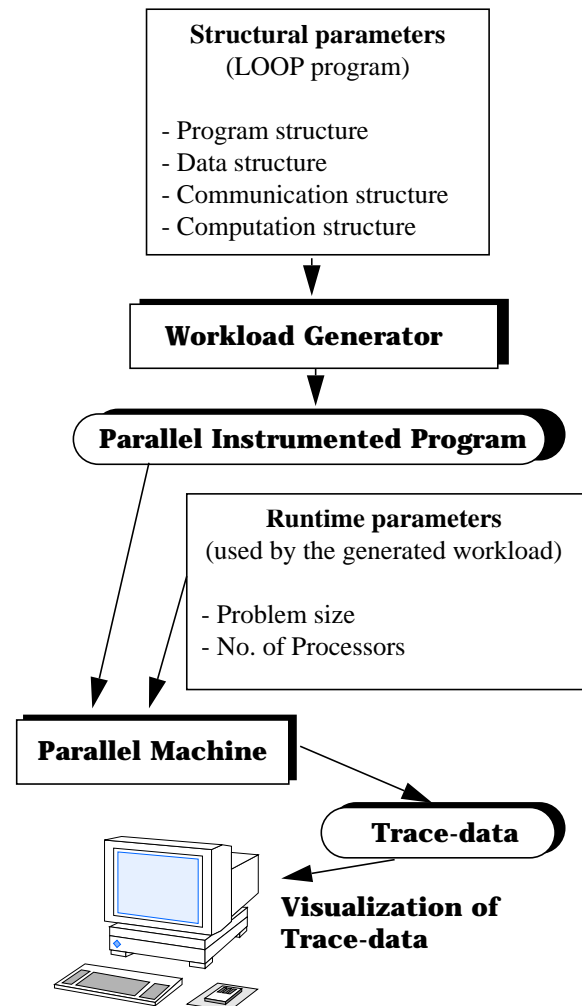 Structural parameters
(LOOP program)
- Program structure
- Data structure
- Communication structure
- Computation structure
Workload Generator
Parallel Instrumented Program
Runtime parameters
(used by the generated workload)
- Problem size
- No. of Processors
Parallel Machine
Trace-data
Visualization of
Trace-data